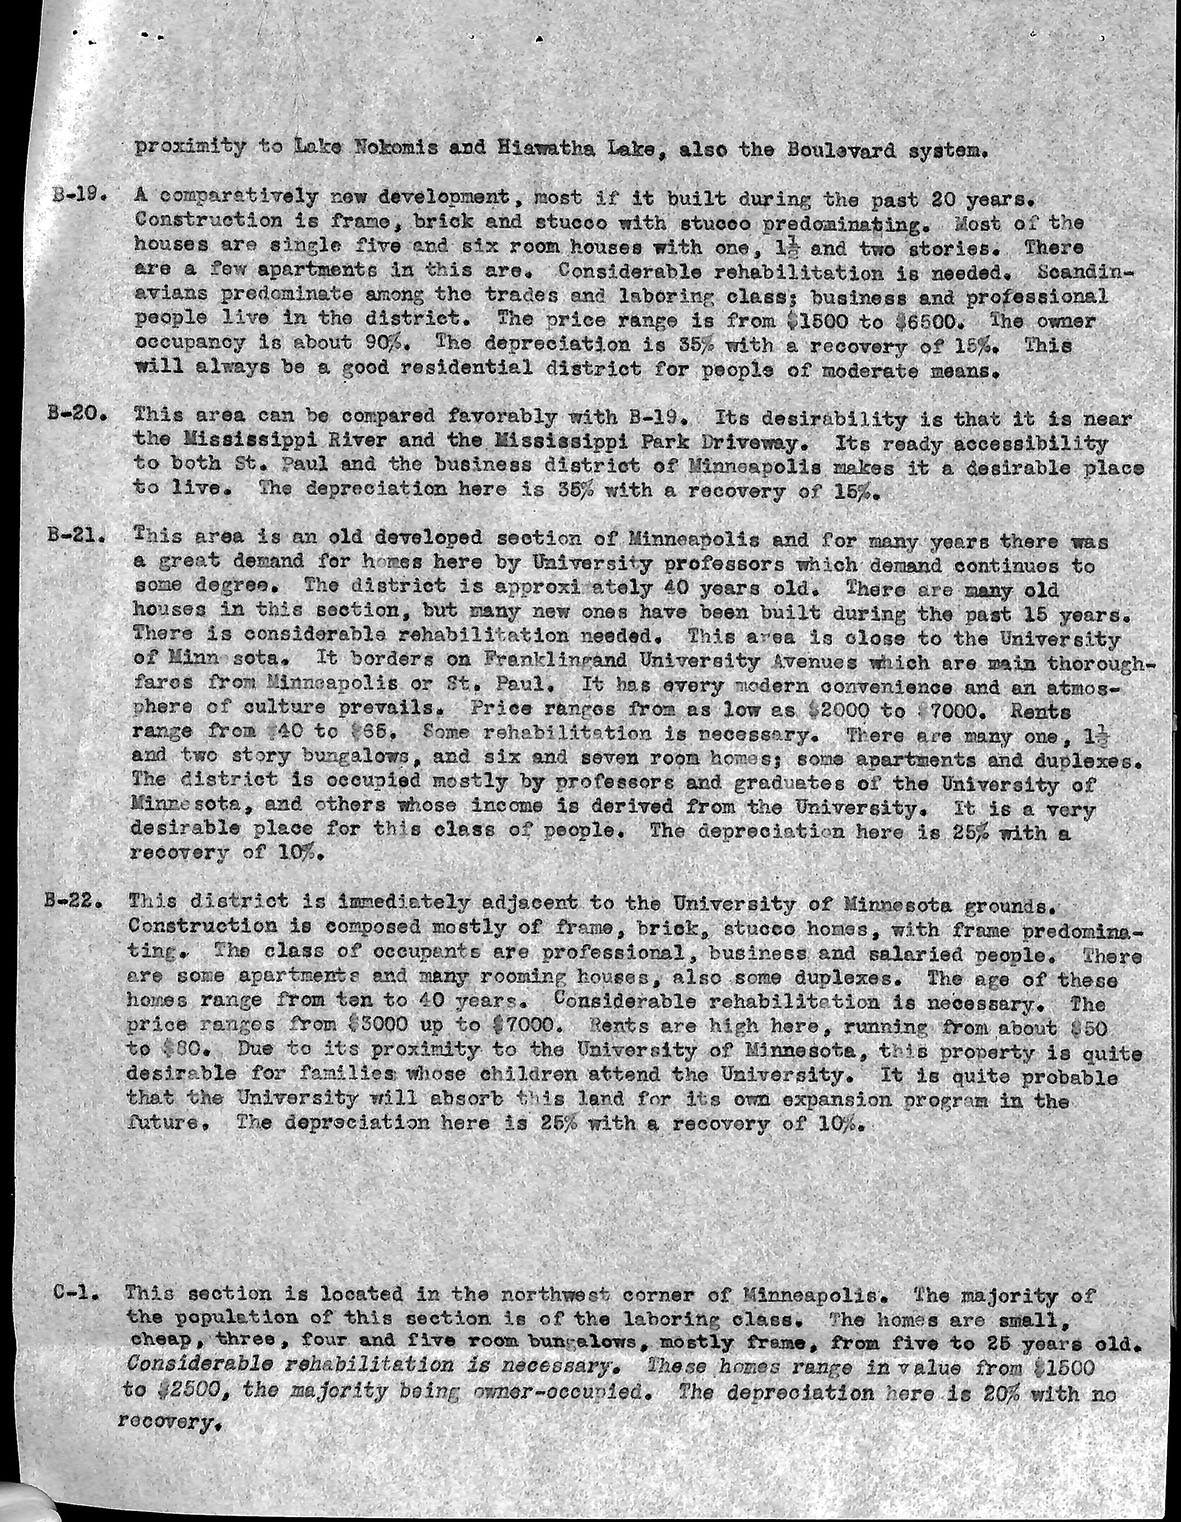 proximity to Lake Nokomis and Hiawatha Lake, also the Boulevard system.
B-19. A comparatively new development, most if it built during the past 20 years.
Construction is frame, brick and stucco with stucco predominating. Most of the
houses are single five and six room houses with one, 1½ and two stories. There
are a few apartments in this are. Considerable rehabilitation is needed. Scandin-
avians predominate among the trades and laboring class; business and professional
people live in the district. The price range is from $1500 to $6500. The owner
occupancy is about 90%. The depreciation is 35% with a recovery of 15%. This
will always be a good residential district for people of moderate means.
B-20. This area can be compared favorably with B-19. Its desirability is that it is near
the Mississippi River and the Mississippi Park Driveway. Its ready accessibility
to both St. Paul and the business district of Minneapolis makes it a desirable place
to live. The depreciation here is 35% with a recovery of 15%.
B-21. This area is an old developed section of Minneapolis and for many years there was
a great demand for homes here by University professors which demand continues to
some degree. The district is approximately 40 years old. There are many old
houses in this section, but many new ones have been built during the past 15 years.
There is considerable rehabilitation needed. This area is close to the University
of Minnesota. It borders on Franklingand University Avenues which are main thorough-
fares from Minneapolis or St. Paul. It has every modern convenience and an atmos-
phere of culture prevails. Price ranges from as low as $2000 to $7000. Rents
range from $40 to $65. Some rehabilitation is necessary. There are many one, 1½
and two story bungalows, and six and seven room homes; some apartments and duplexes.
The district is occupied mostly by professors and graduates of the University of
Minnesota, and others whose income is derived from the University. It is a very
desirable place for this class of people. The depreciation here is 25% with a
recovery of 10%.
B-22. This district is immediately adjacent to the University of Minnesota grounds.
Construction is composed mostly of frame, brick, stucco homes, with frame predomina-
ting. The class of occupants are professional, business and salaried people. There
are some apartments and many rooming houses, also some duplexes. The age of these
homes range from ten to 40 years. Considerable rehabilitation is necessary. The
price ranges from $3000 up to $7000. Rents are high here, running from about $50
to $80. Due to its proximity to the University of Minnesota, this property is quite
desirable for families whose children attend the University. It is quite probable
that the University will absorb this land for its own expansion program in the
future. The depreciation here is 25% with a recovery of 10%.
C-1. This section is located in the northwest corner of Minneapolis. The majority of
the population of this section is of the laboring class. The homes are small,
cheap, three, four and five room bungalows, mostly frame, from five to 25 years old.
Considerable rehabilitation is necessary. These homes range in value from $1500
to $2500, the majority being owner-occupied. The depreciation here is 20% with no
recovery.